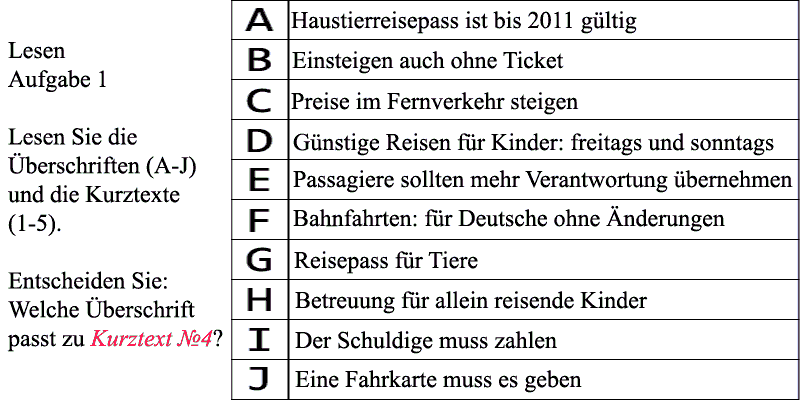 Lesen
Aufgabe 1
Lesen Sie die
Überschriften (A-J)
und die Kurztexte
(1-5).
Entscheiden Sie:
Welche Überschrift
passt zu Kurztext №4?
A Haustierreisepass ist bis 2011 gültig
B Einsteigen auch ohne Ticket
C Preise im Fernverkehr steigen
D Günstige Reisen für Kinder: freitags und sonntags
E Passagiere sollten mehr Verantwortung übernehmen
F Bahnfahrten: für Deutsche ohne Änderungen
G Reisepass für Tiere
H Betreuung für allein reisende Kinder
I Der Schuldige muss zahlen
J Eine Fahrkarte muss es geben